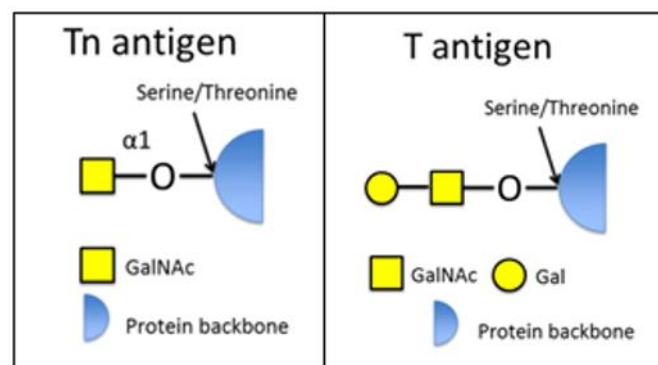 Tn antigen
Serine/Threonine
α1
O
GalNAc
Protein backbone
T antigen
Serine/Threonine
O
GalNAc Gal
Protein backbone